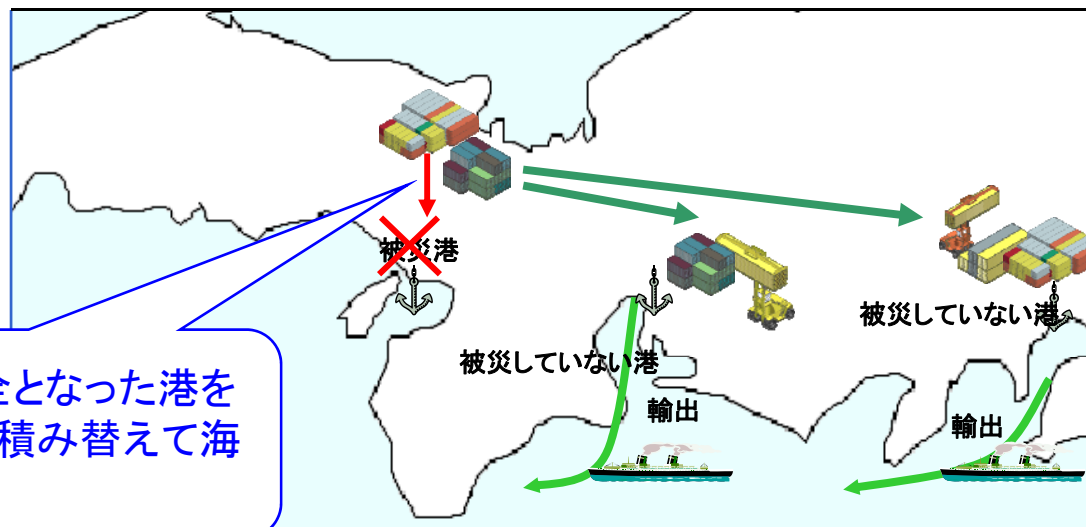 被災港
被災していない港
被災していない港
輸出
輸出
全となった港を
積み替えて海